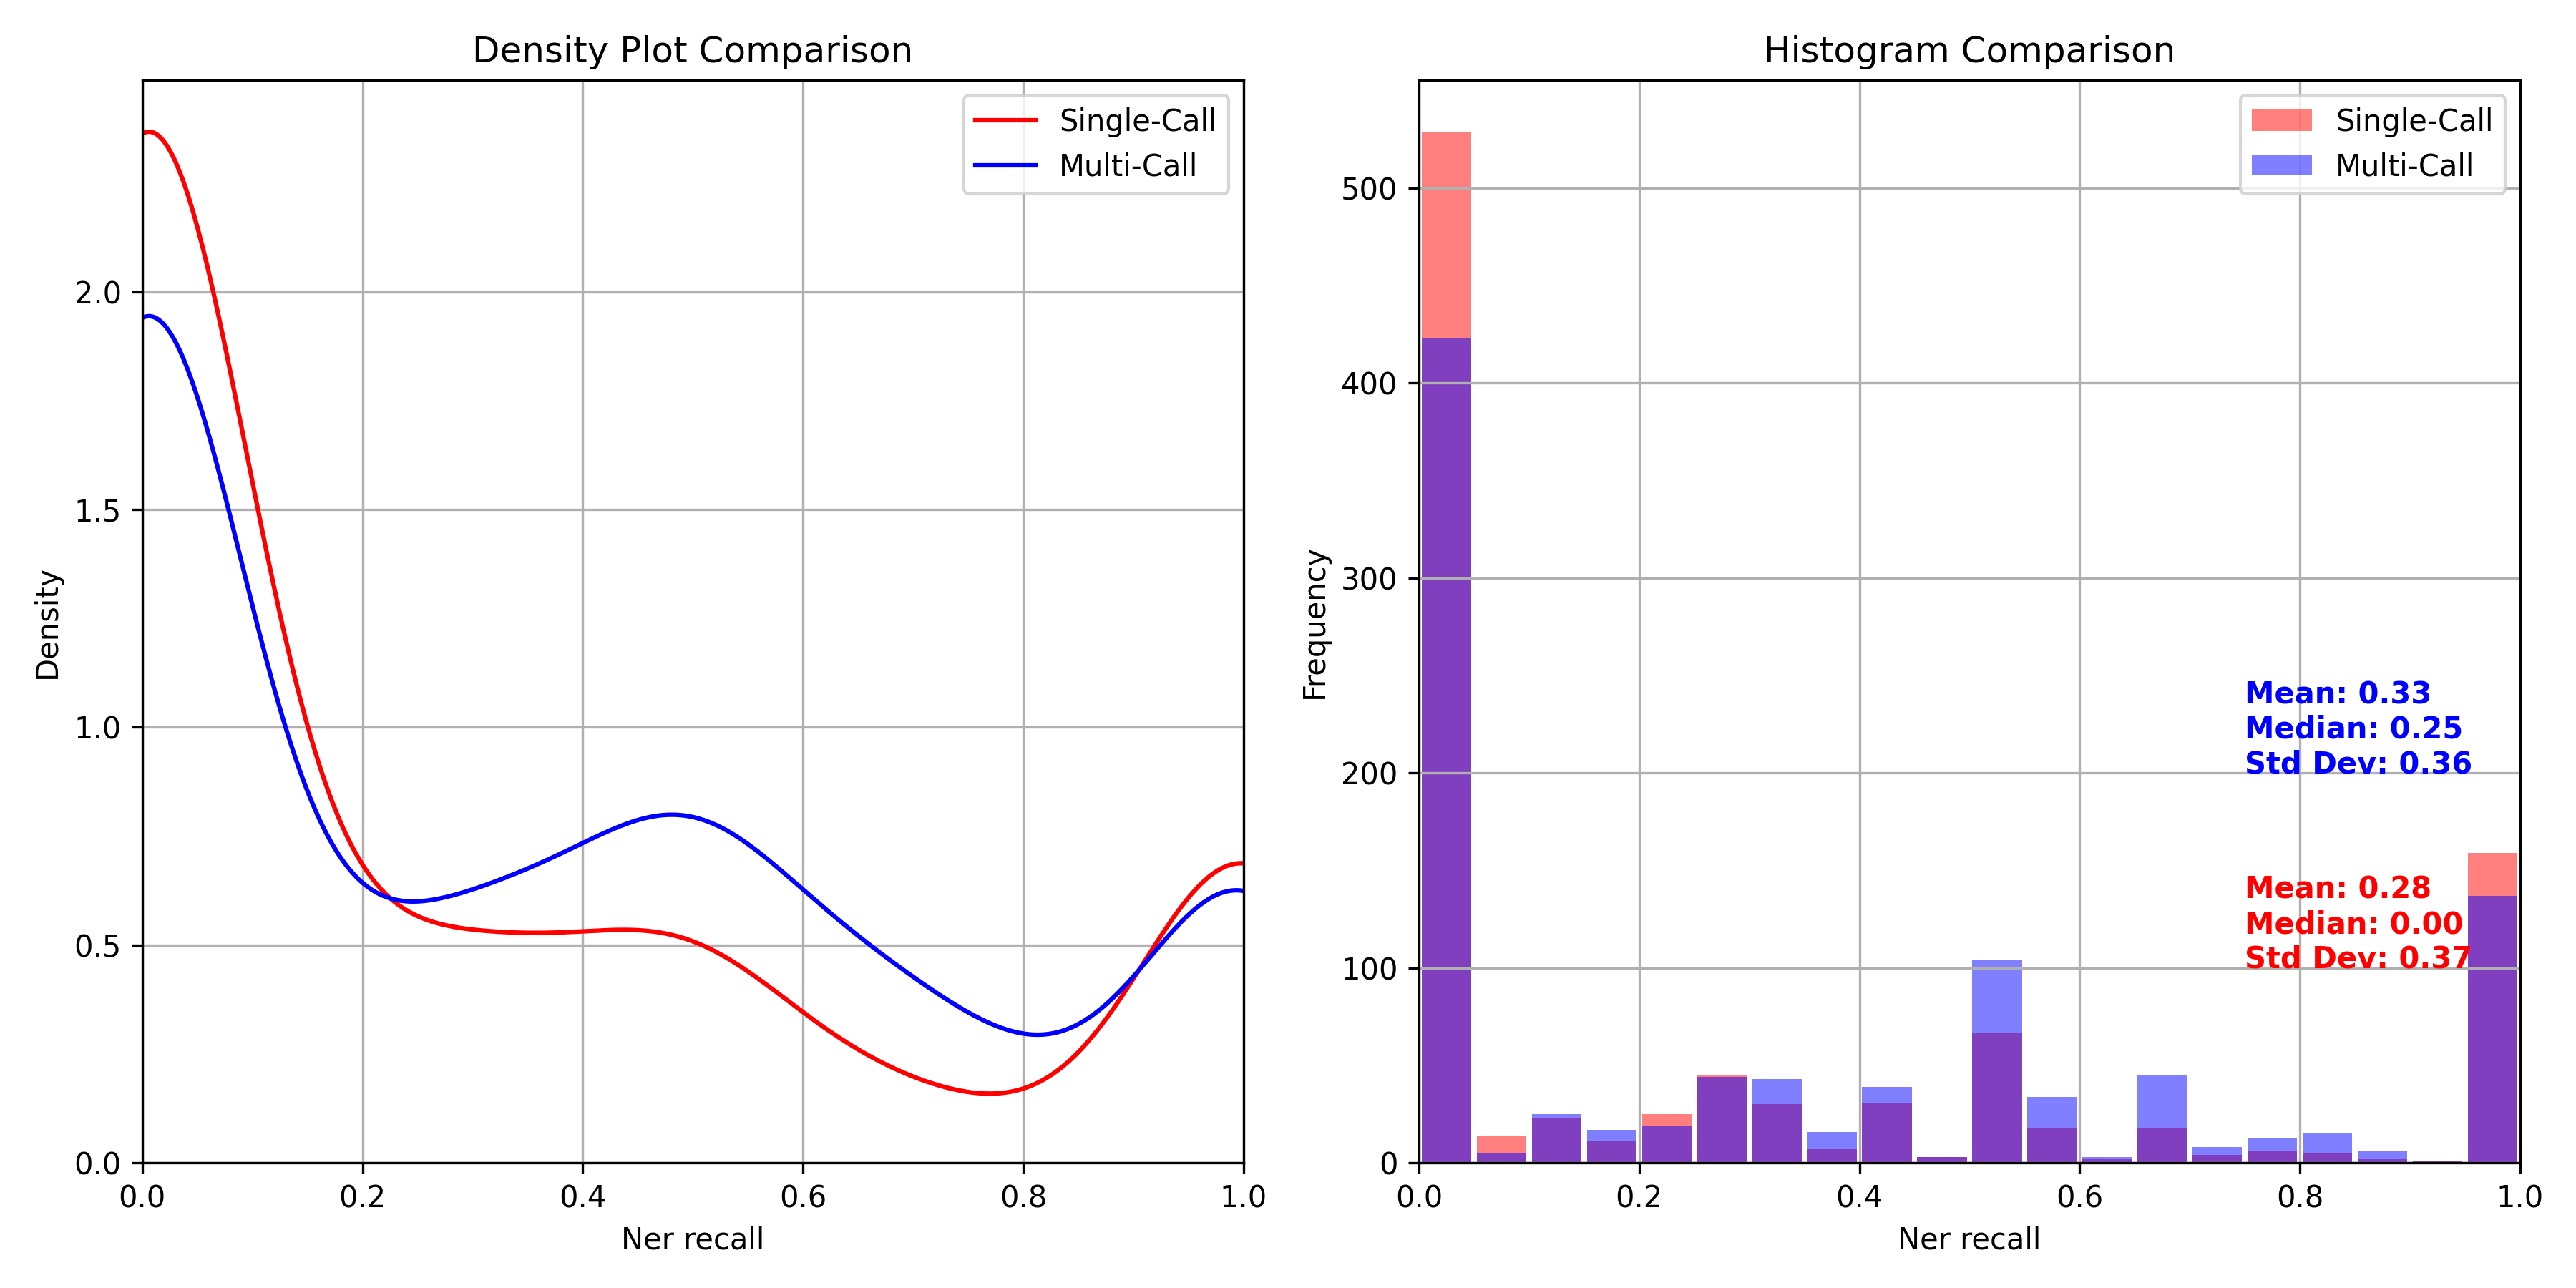 Density Plot Comparison
Single-Call
Multi-Call
2.0
1.5
1.0
0.5
0.0
Density
0.0 0.2 0.4 0.6 0.8 1.0
Ner recall
Histogram Comparison
Single-Call
Multi-Call
500
400
300
200
100
0
Frequency
Mean: 0.33
Median: 0.25
Std Dev: 0.36
Mean: 0.28
Median: 0.00
Std Dev: 0.37
0.0 0.2 0.4 0.6 0.8 1.0
Ner recall